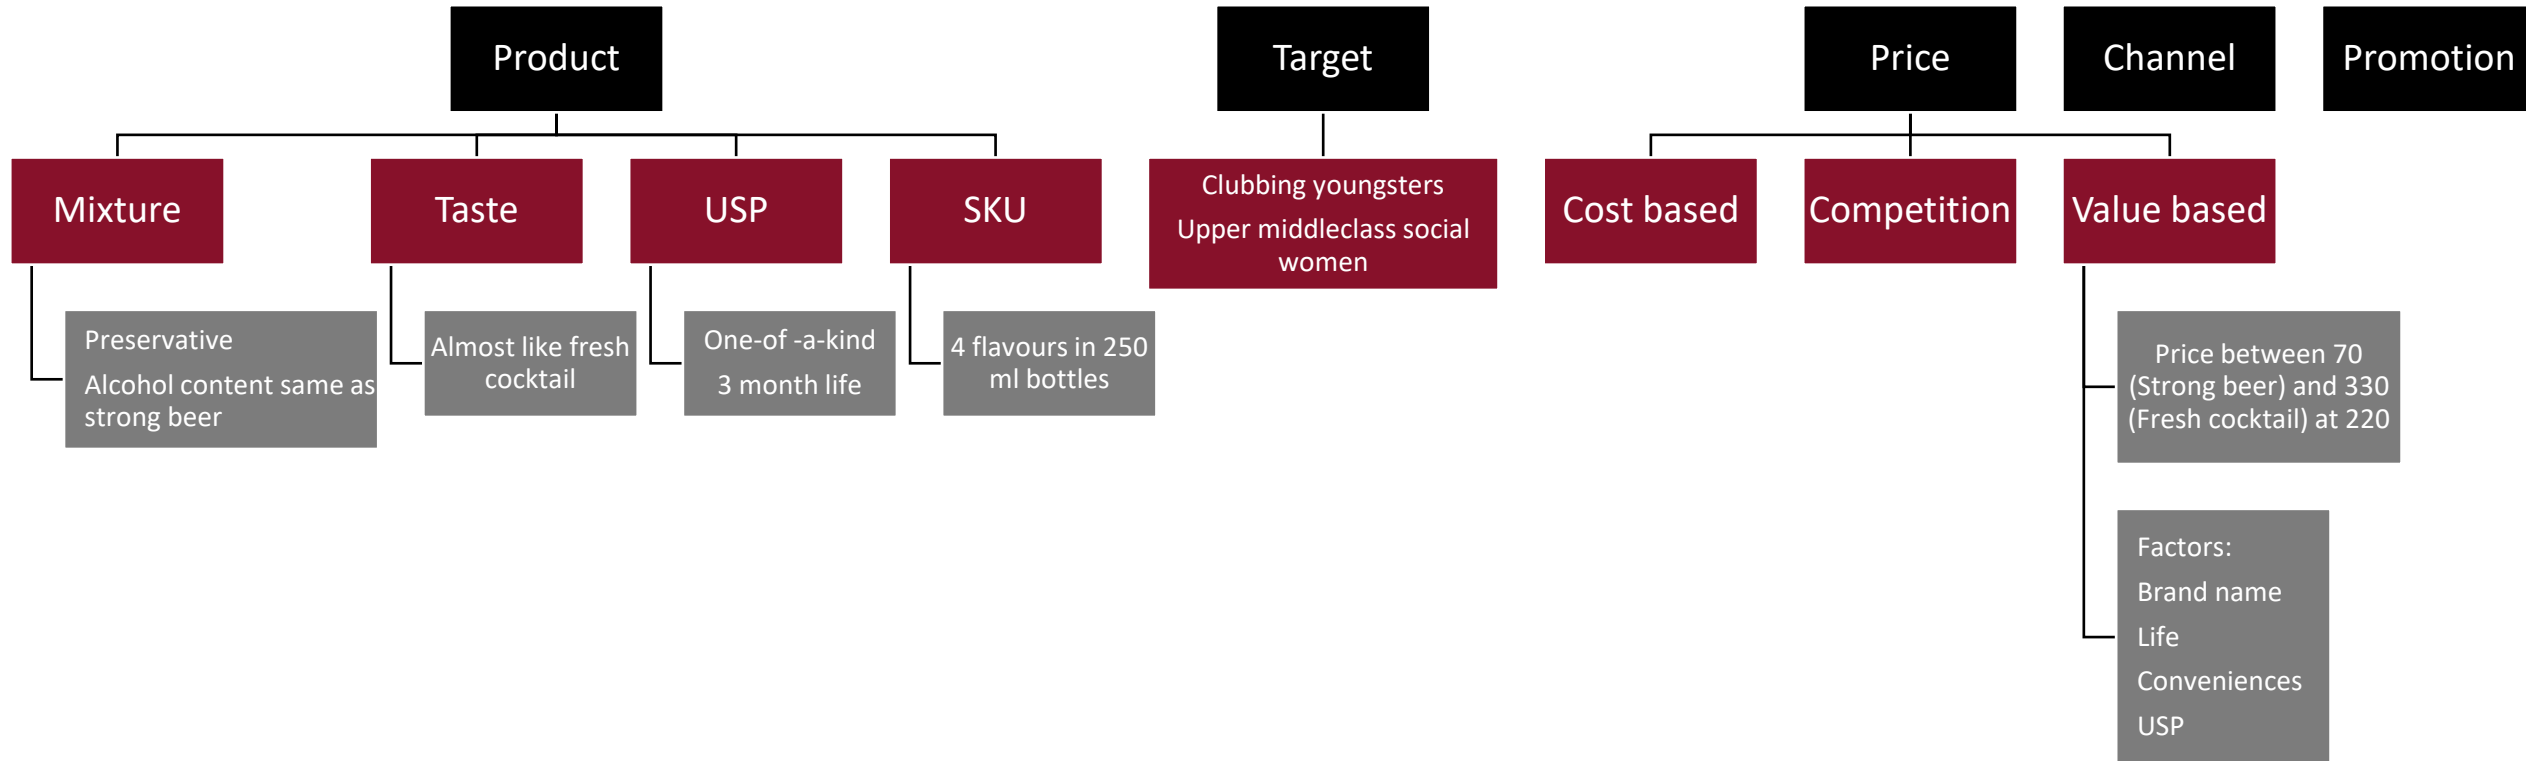 Product
Target
Price
Channel
Promotion
Mixture
Taste
USP
SKU
Clubbing youngsters
Upper middleclass social
women
Cost based
Competition
Value based
Preservative
Alcohol content same as
strong beer
Almost like fresh
cocktail
One-of -a-kind
3 month life
4 flavours in 250
ml bottles
Price between 70
(Strong beer) and 330
(Fresh cocktail) at 220
Factors:
Brand name
Life
Conveniences
USP